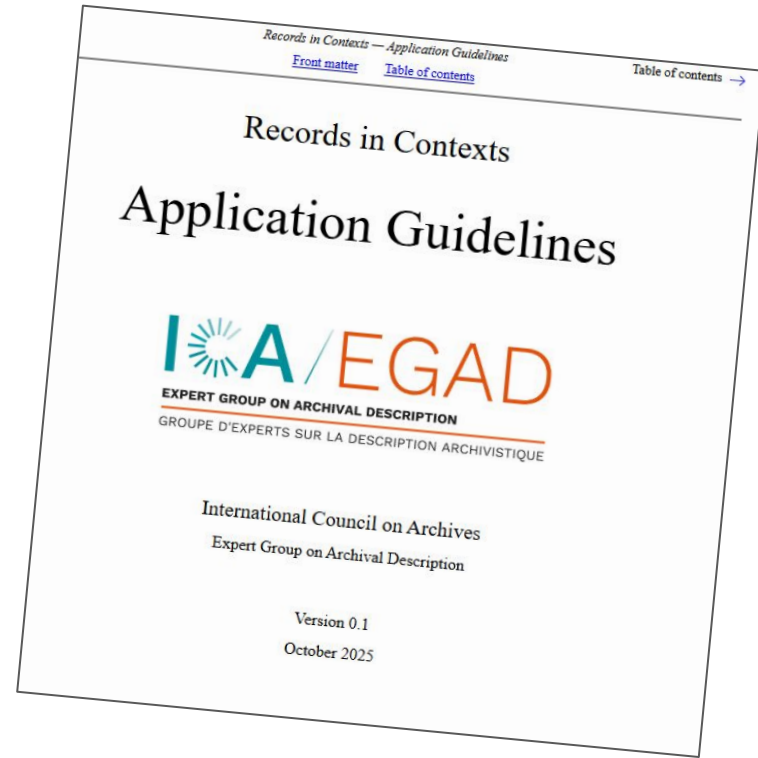 Records in Contexts — Application Guidelines
Front matter Table of contents
Table of contents →
Records in Contexts
Application Guidelines
ICA/EGAD
EXPERT GROUP ON ARCHIVAL DESCRIPTION
GROUPE D'EXPERTS SUR LA DESCRIPTION ARCHIVISTIQUE
International Council on Archives
Expert Group on Archival Description
Version 0.1
October 2025